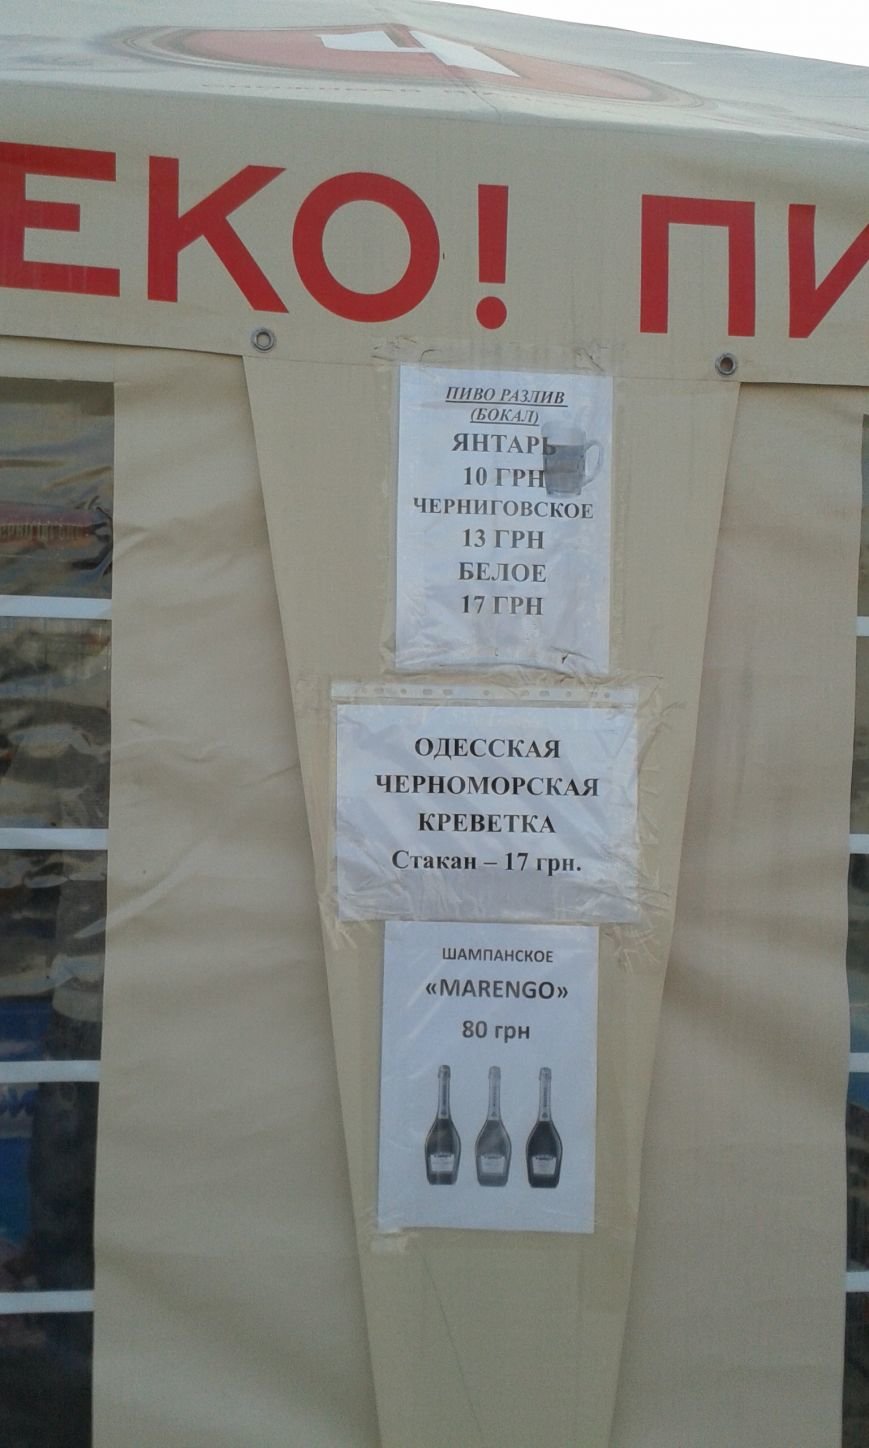 ЕКО! ПИ
ПИВО РАЗЛИВ
(БОКАЛ)
ЯНТАРЬ
10 ГРН
ЧЕРНИГОВСКОЕ
13 ГРН
БЕЛОЕ
17 ГРН
ОДЕССКАЯ
ЧЕРНОМОРСКАЯ
КРЕВЕТКА
Стакан – 17 грн.
ШАМПАНСКОЕ
«MARENGO»
80 грн